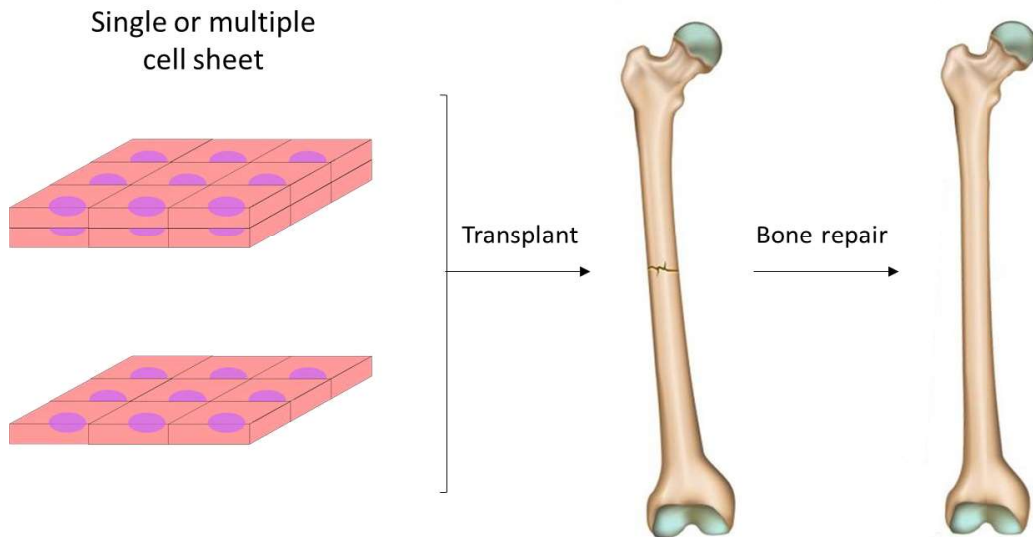 Single or multiple
cell sheet
Transplant
Bone repair